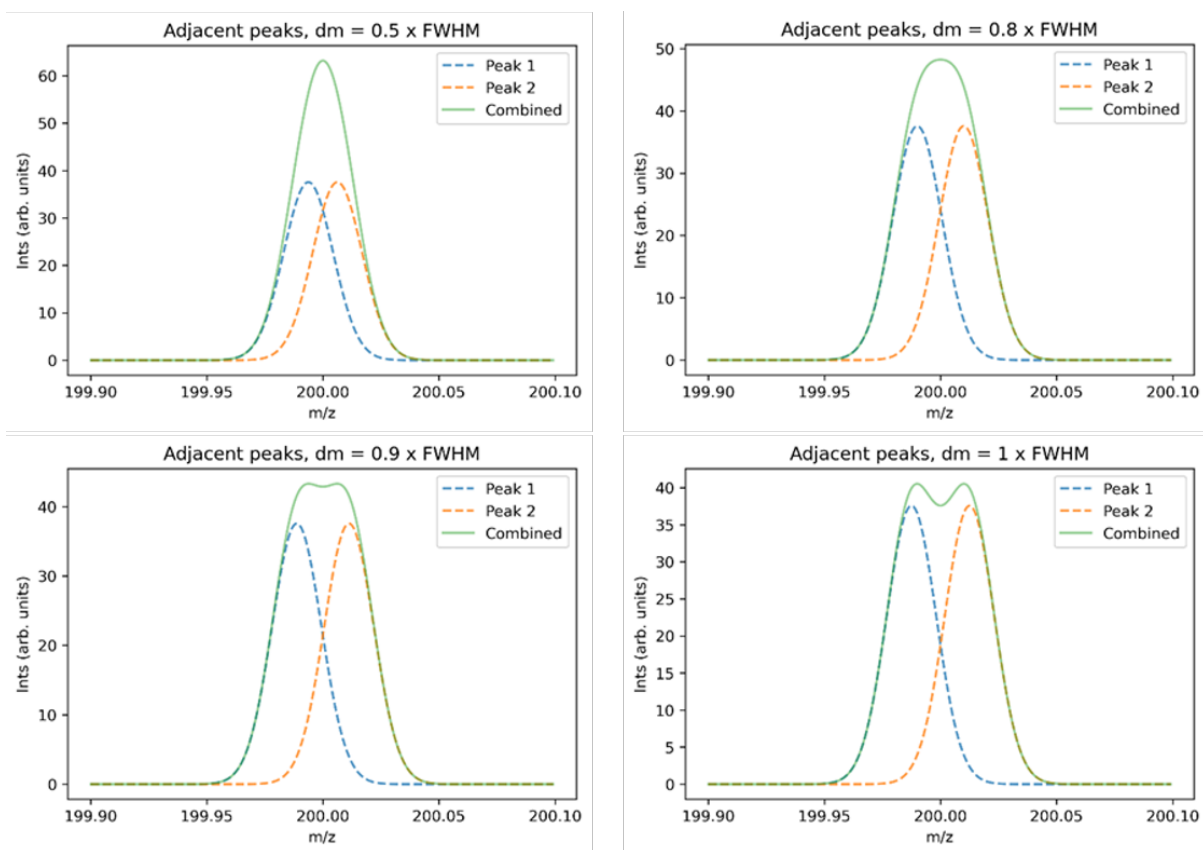 Adjacent peaks, dm = 0.5 x FWHM
Peak 1
Peak 2
Combined
Ints (arb. units)
60
50
40
30
20
10
0
199.90 199.95 200.00 200.05 200.10
m/z
Adjacent peaks, dm = 0.8 x FWHM
Peak 1
Peak 2
Combined
Ints (arb. units)
50
40
30
20
10
0
199.90 199.95 200.00 200.05 200.10
m/z
Adjacent peaks, dm = 0.9 x FWHM
Peak 1
Peak 2
Combined
Ints (arb. units)
40
30
20
10
0
199.90 199.95 200.00 200.05 200.10
m/z
Adjacent peaks, dm = 1 x FWHM
Peak 1
Peak 2
Combined
Ints (arb. units)
40
35
30
25
20
15
10
5
0
199.90 199.95 200.00 200.05 200.10
m/z